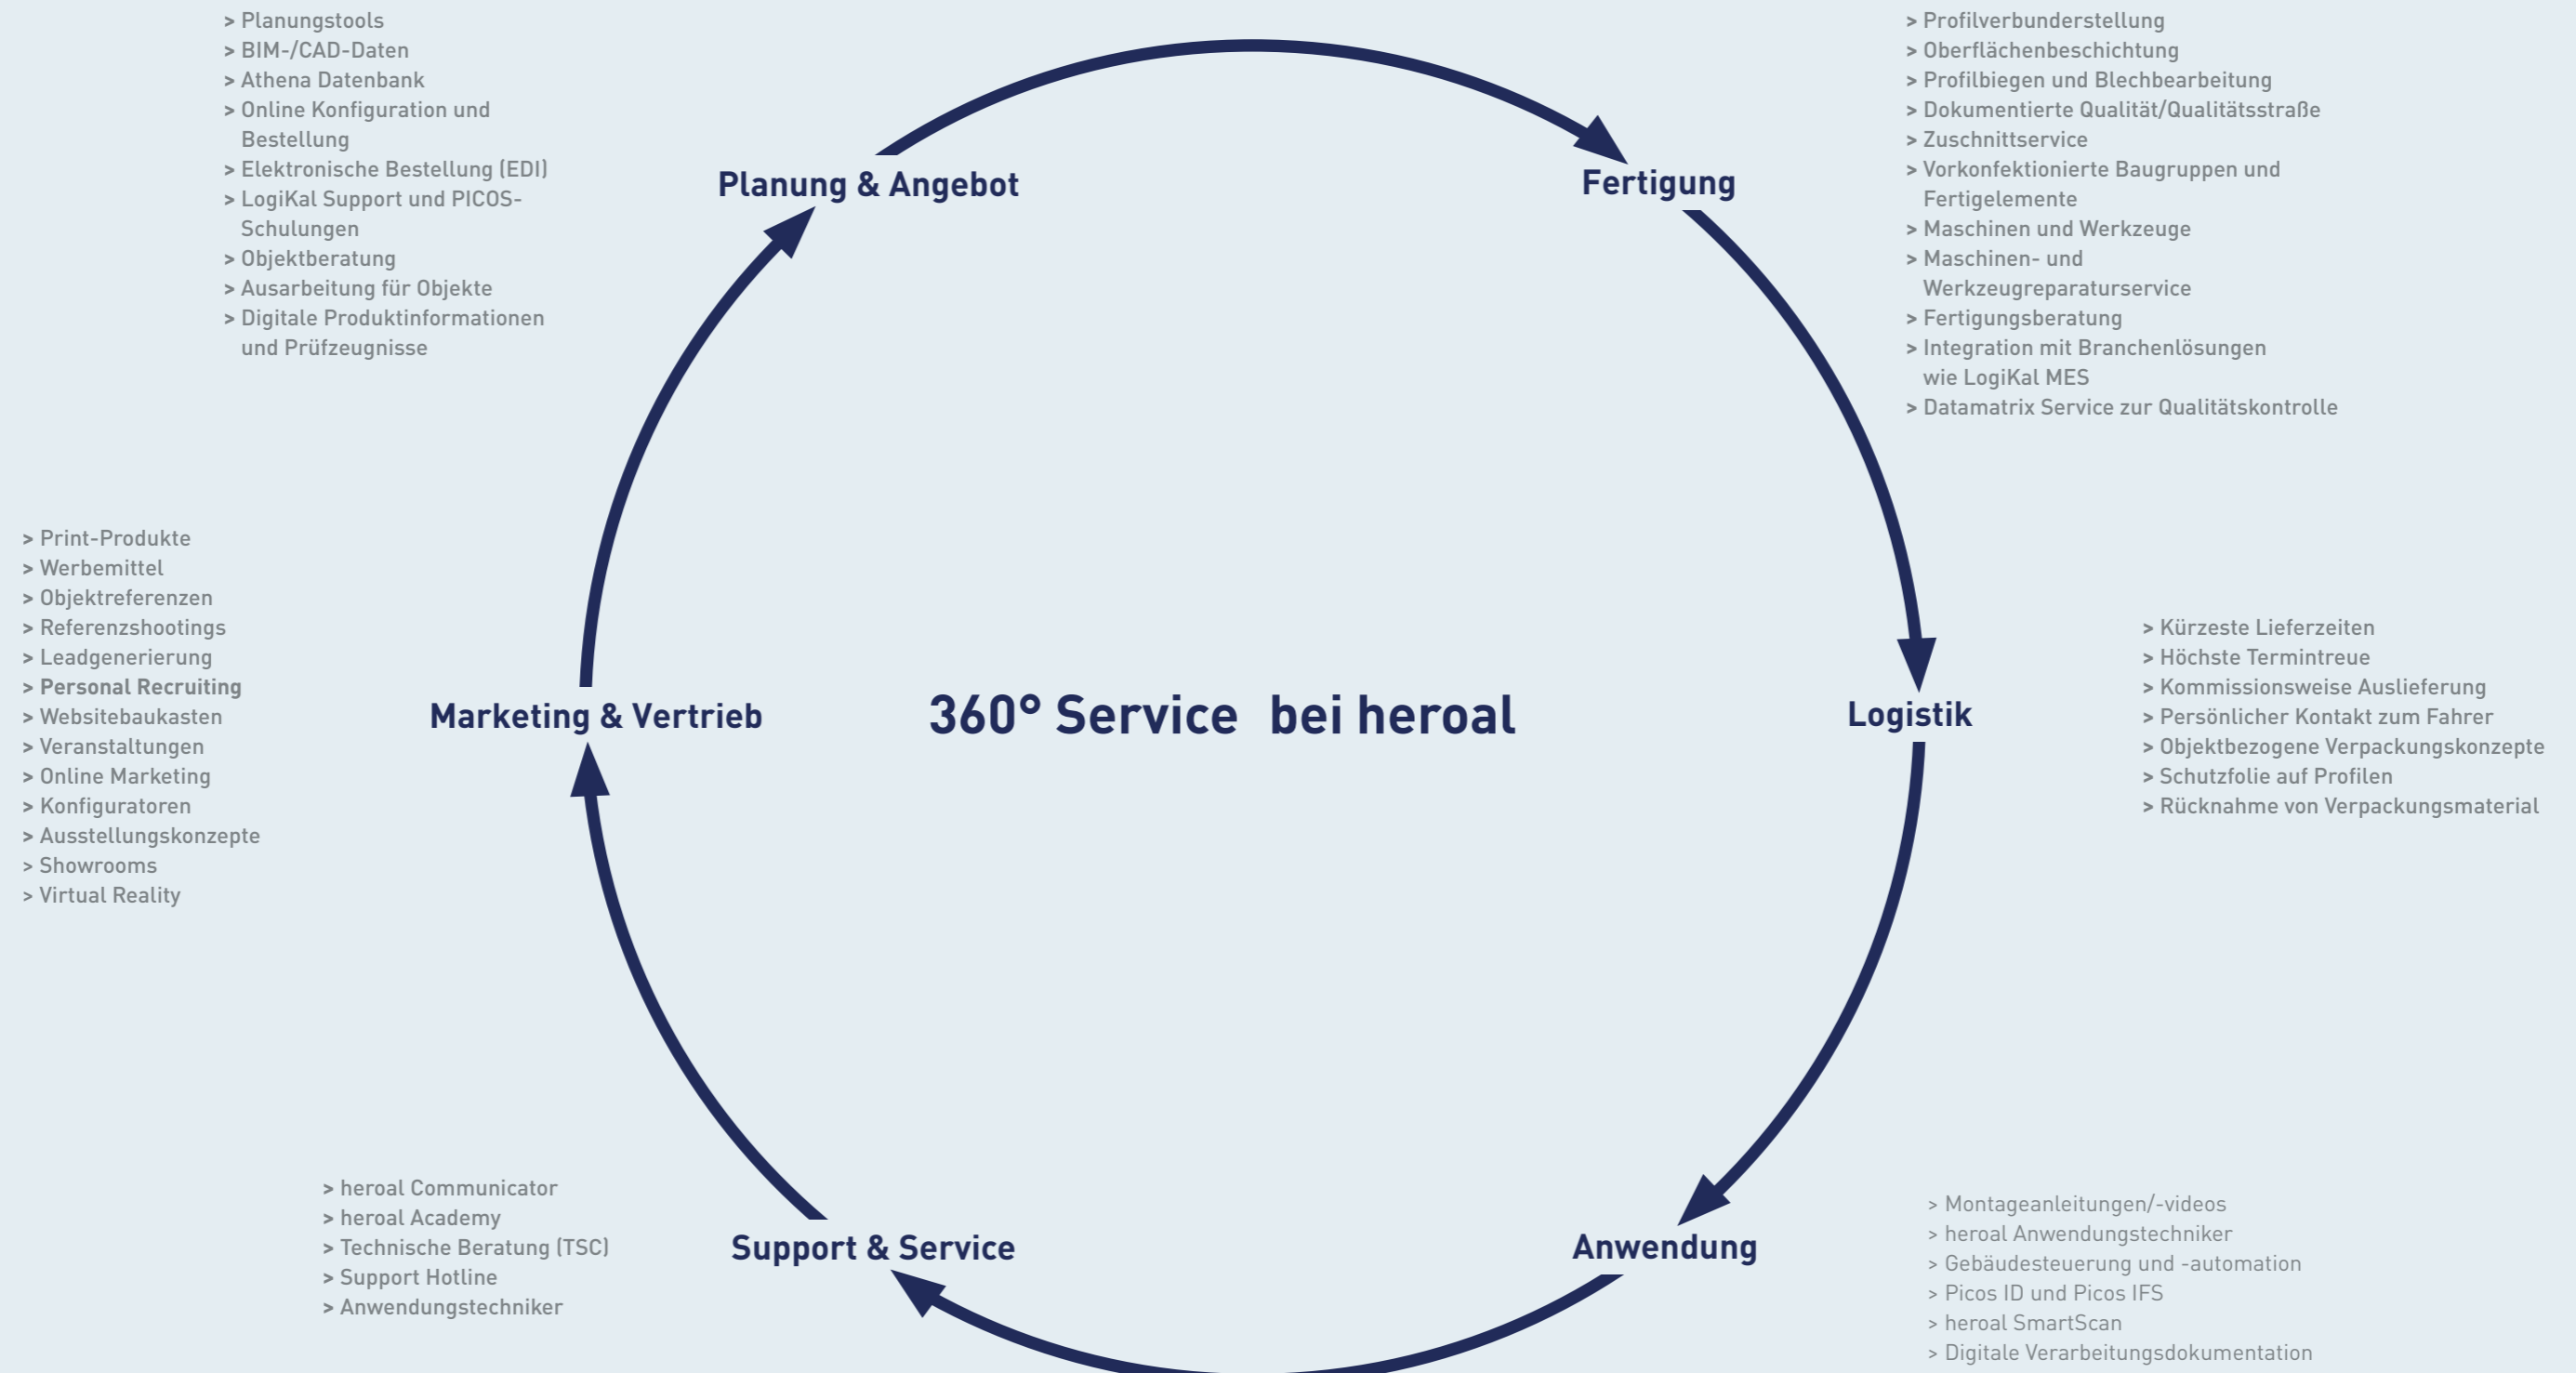 > Planungstools
> BIM-/CAD-Daten
> Athena Datenbank
> Online Konfiguration und
Bestellung
> Elektronische Bestellung (EDI)
> LogiKal Support und PICOS-
Schulungen
> Objektberatung
> Ausarbeitung für Objekte
> Digitale Produktinformationen
und Prüfzeugnisse
Planung & Angebot
Fertigung
> Profilverbunderstellung
> Oberflächenbeschichtung
> Profilbiegen und Blechbearbeitung
> Dokumentierte Qualität/Qualitätsstraße
> Zuschnittservice
> Vorkonfektionierte Baugruppen und
Fertigelemente
> Maschinen und Werkzeuge
> Maschinen- und
Werkzeugreparaturservice
> Fertigungsberatung
> Integration mit Branchenlösungen
wie LogiKal MES
> Datamatrix Service zur Qualitätskontrolle
> Print-Produkte
> Werbemittel
> Objektreferenzen
> Referenzshootings
> Leadgenerierung
> Personal Recruiting
> Websitebaukasten
> Veranstaltungen
> Online Marketing
> Konfiguratoren
> Ausstellungskonzepte
> Showrooms
> Virtual Reality
Marketing & Vertrieb
360° Service bei heroal
Logistik
> Kürzeste Lieferzeiten
> Höchste Termintreue
> Kommissionsweise Auslieferung
> Persönlicher Kontakt zum Fahrer
> Objektbezogene Verpackungskonzepte
> Schutzfolie auf Profilen
> Rücknahme von Verpackungsmaterial
> heroal Communicator
> heroal Academy
> Technische Beratung (TSC)
> Support Hotline
> Anwendungstechniker
Support & Service
Anwendung
> Montageanleitungen/-videos
> heroal Anwendungstechniker
> Gebäudesteuerung und -automation
> Picos ID und Picos IFS
> heroal SmartScan
> Digitale Verarbeitungsdokumentation